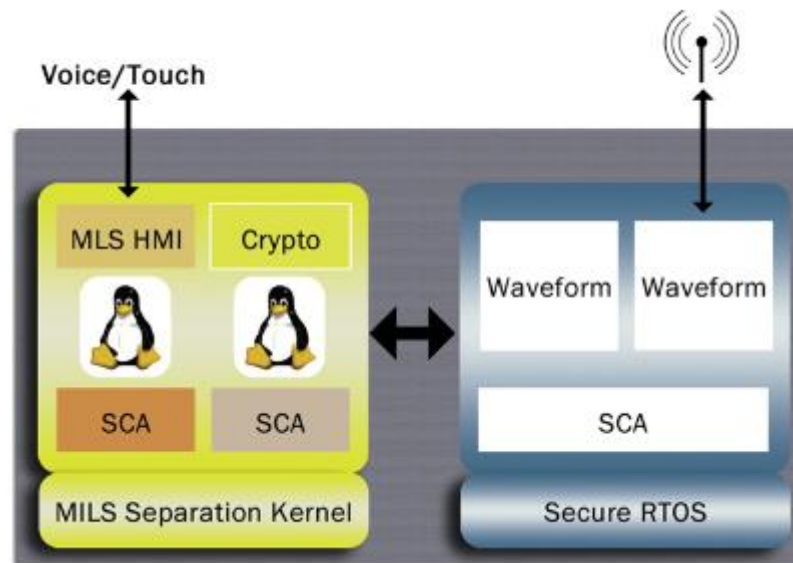 Voice/Touch
MLS HMI
Crypto
SCA
SCA
MILS Separation Kernel
Waveform
Waveform
SCA
Secure RTOS